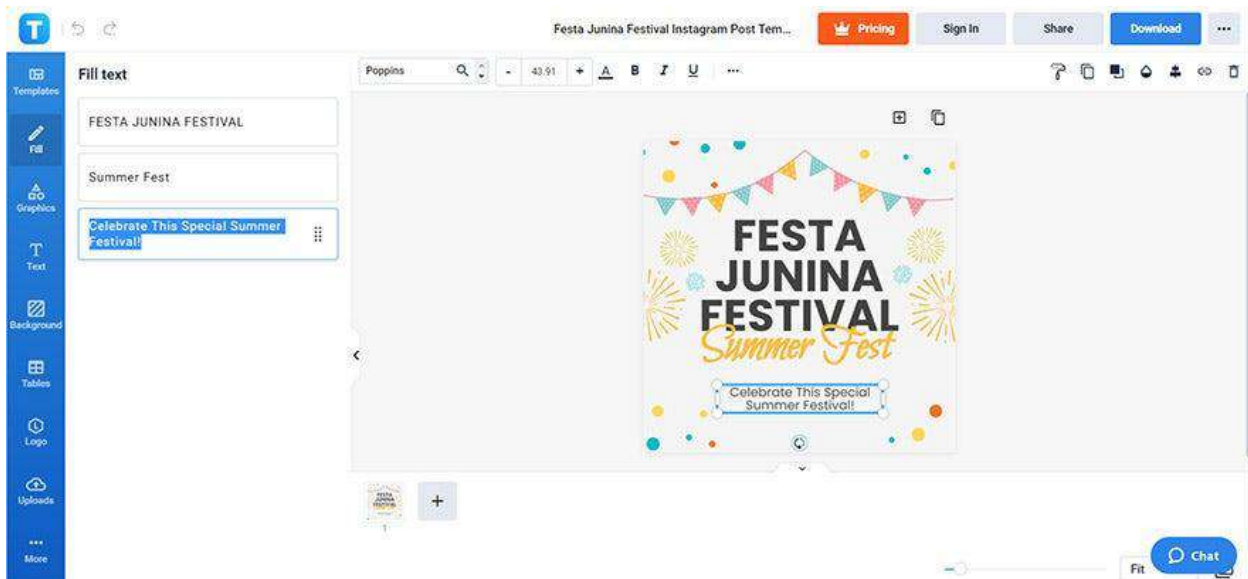 T
Festa Junina Festival Instagram Post Tem...
Pricing
Sign In
Share
Download
Templates
Fill
Graphics
Text
Background
Tables
Logo
Uploads
More
Fill text
FESTA JUNINA FESTIVAL
Summer Fest
Celebrate This Special Summer
Festival!
Poppins
- 43.91 + A B I U
FESTA
JUNINA
FESTIVAL
Summer Fest
Celebrate This Special
Summer Festival!
1
Fit
Chat